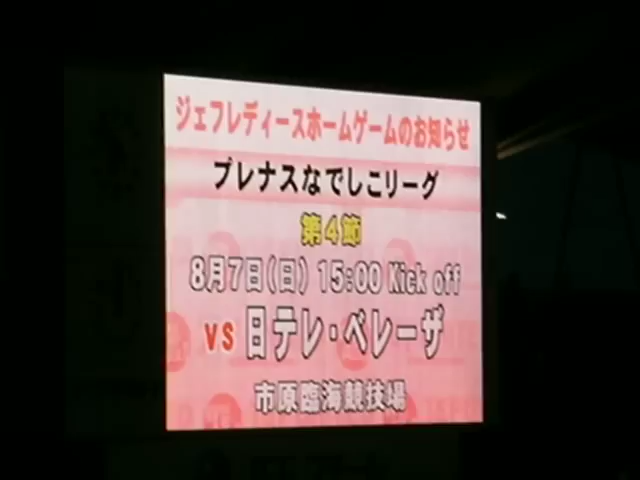 ジェフレディースホームゲームのお知らせ
プレナスなでしこリーグ
第4節
8月7日(日) 15:00 Kick off
VS 日テレ・ベレーザ
市原臨海競技場